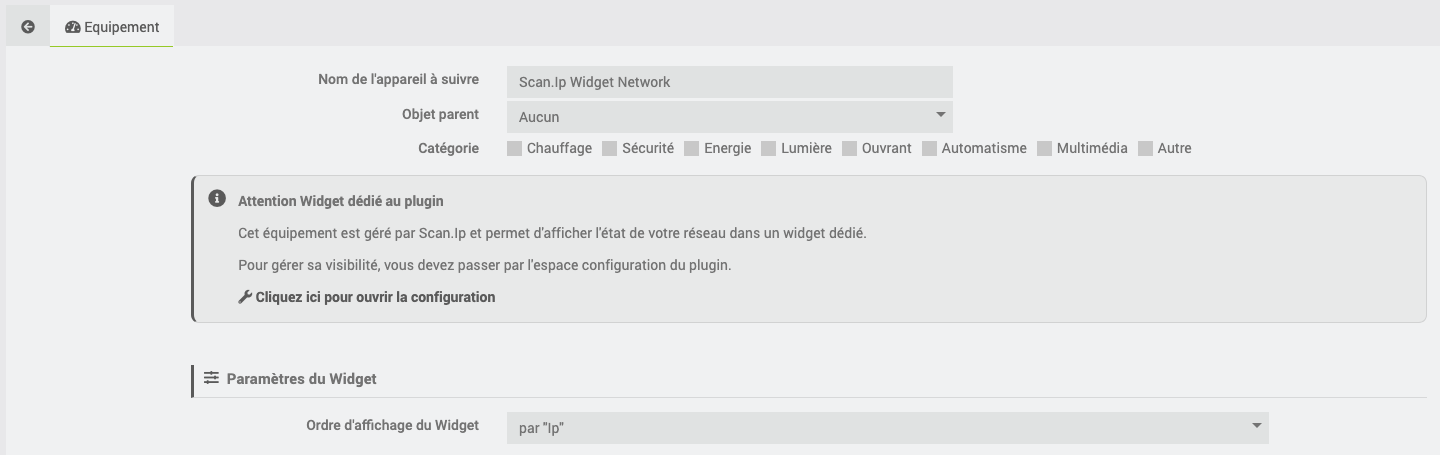 Equipement
Nom de l'appareil à suivre
Scan.Ip Widget Network
Objet parent
Aucun
Catégorie
Chauffage Sécurité Energie Lumière Ouvrant Automatisme Multimédia Autre
Attention Widget dédié au plugin
Cet équipement est géré par Scan.Ip et permet d'afficher l'état de votre réseau dans un widget dédié.
Pour gérer sa visibilité, vous devez passer par l'espace configuration du plugin.
Cliquez ici pour ouvrir la configuration
Paramètres du Widget
Ordre d'affichage du Widget
par "Ip"